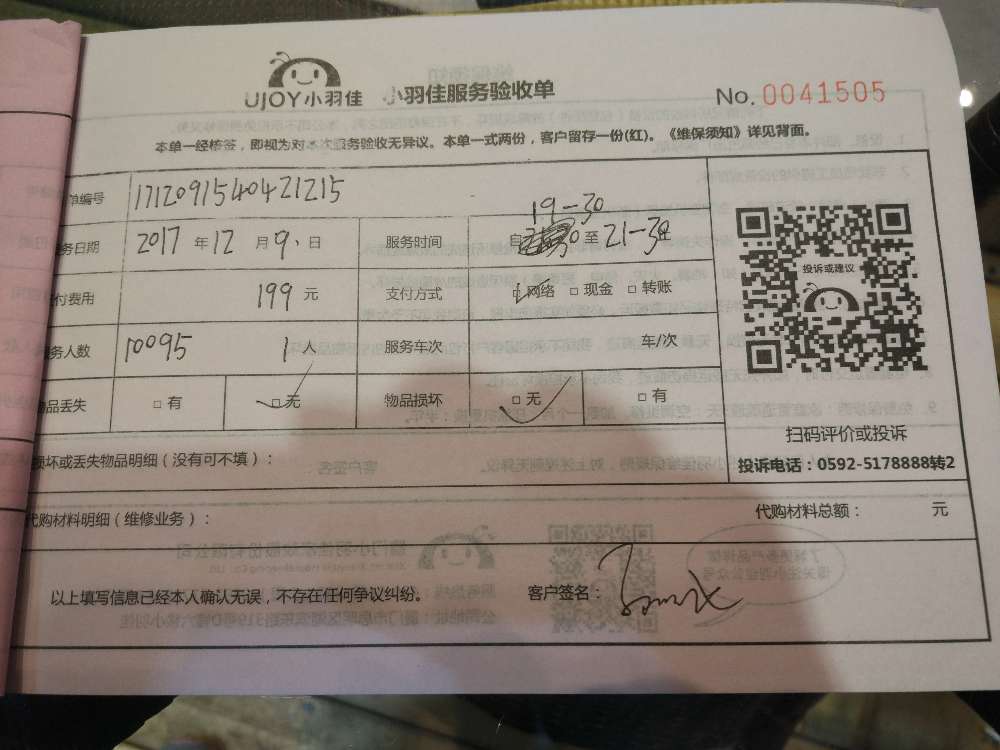 UJOY小羽佳 小羽佳服务验收单 No. 0041505
本单一经核签，即视为对本次服务验收无异议。本单一式两份，客户留存一份(红)。《维保须知》详见背面。
单编号 1712091540421215
务日期 2017 年 12 月 9 日 服务时间 自 19-30 至 21-30
付费用 199 元 支付方式 网络 现金 转账
务人数 10095 1 人 服务车次 车/次
物品丢失 有 无 物品损坏 无 有
投诉或建议
扫码评价或投诉
投诉电话：0592-5178888转2
损坏或丢失物品明细（没有可不填）：
代购材料明细（维修业务）： 代购材料总额： 元
以上填写信息已经本人确认无误，不存在任何争议纠纷。 客户签名：